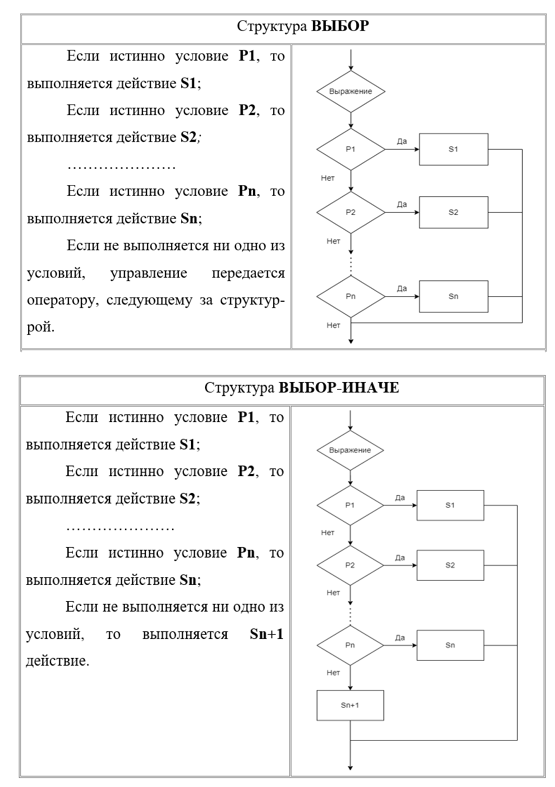 Структура ВЫБОР
Если истинно условие P1, то
выполняется действие S1;
Если истинно условие P2, то
выполняется действие S2;
…………………
Если истинно условие Pn, то
выполняется действие Sn;
Если не выполняется ни одно из
условий, управление передается
оператору, следующему за структур-
рой.
Выражение
P1
Да
S1
Нет
P2
Да
S2
Нет
Pn
Да
Sn
Нет
Структура ВЫБОР-ИНАЧЕ
Если истинно условие P1, то
выполняется действие S1;
Если истинно условие P2, то
выполняется действие S2;
…………………
Если истинно условие Pn, то
выполняется действие Sn;
Если не выполняется ни одно из
условий, то выполняется Sn+1
действие.
Выражение
P1
Да
S1
Нет
P2
Да
S2
Нет
Pn
Да
Sn
Нет
Sn+1